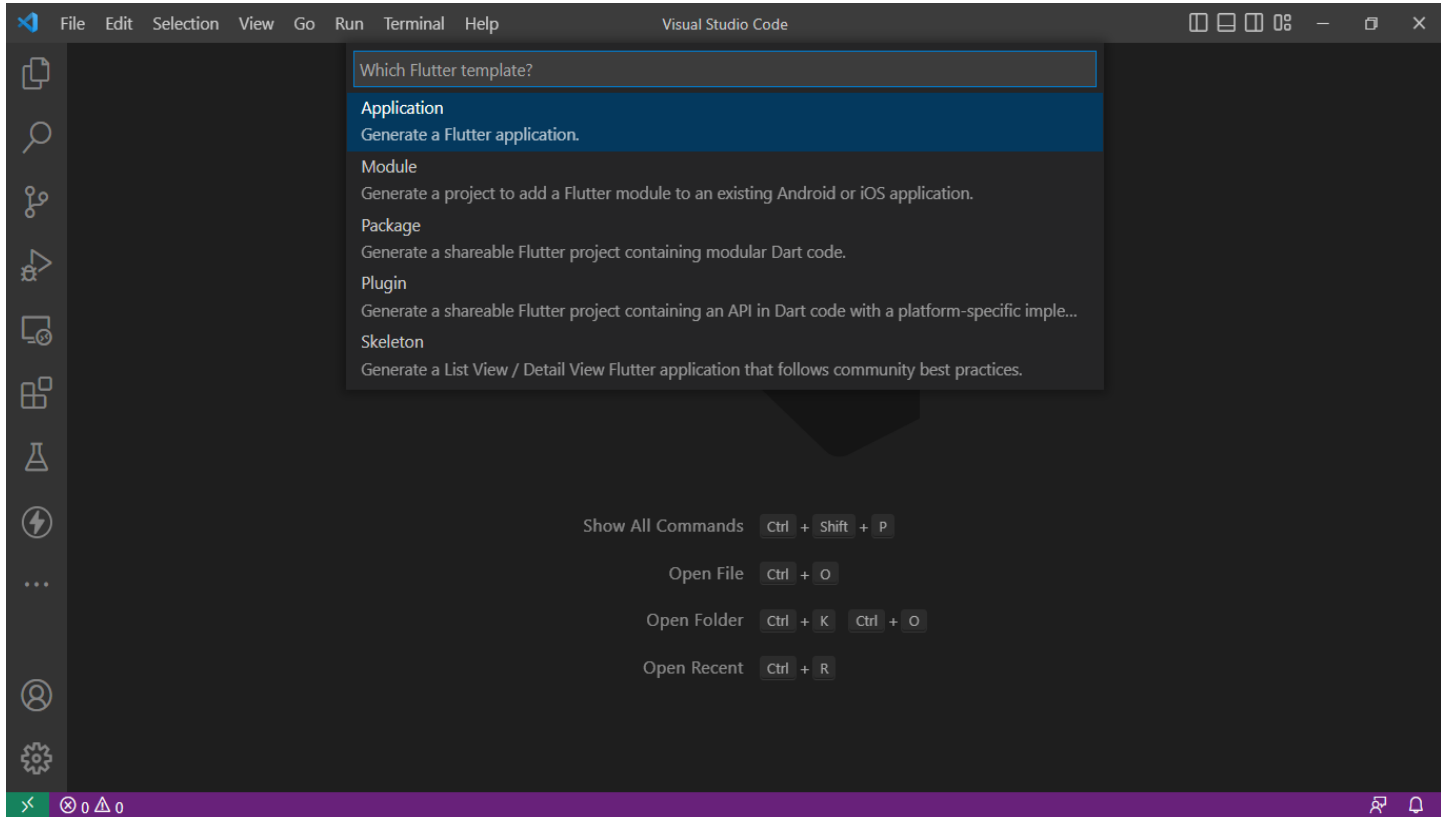 File Edit Selection View Go Run Terminal Help Visual Studio Code
Which Flutter template?
Application
Generate a Flutter application.
Module
Generate a project to add a Flutter module to an existing Android or iOS application.
Package
Generate a shareable Flutter project containing modular Dart code.
Plugin
Generate a shareable Flutter project containing an API in Dart code with a platform-specific imple...
Skeleton
Generate a List View / Detail View Flutter application that follows community best practices.
Show All Commands Ctrl + Shift + P
Open File Ctrl + O
Open Folder Ctrl + K Ctrl + O
Open Recent Ctrl + R
0 0